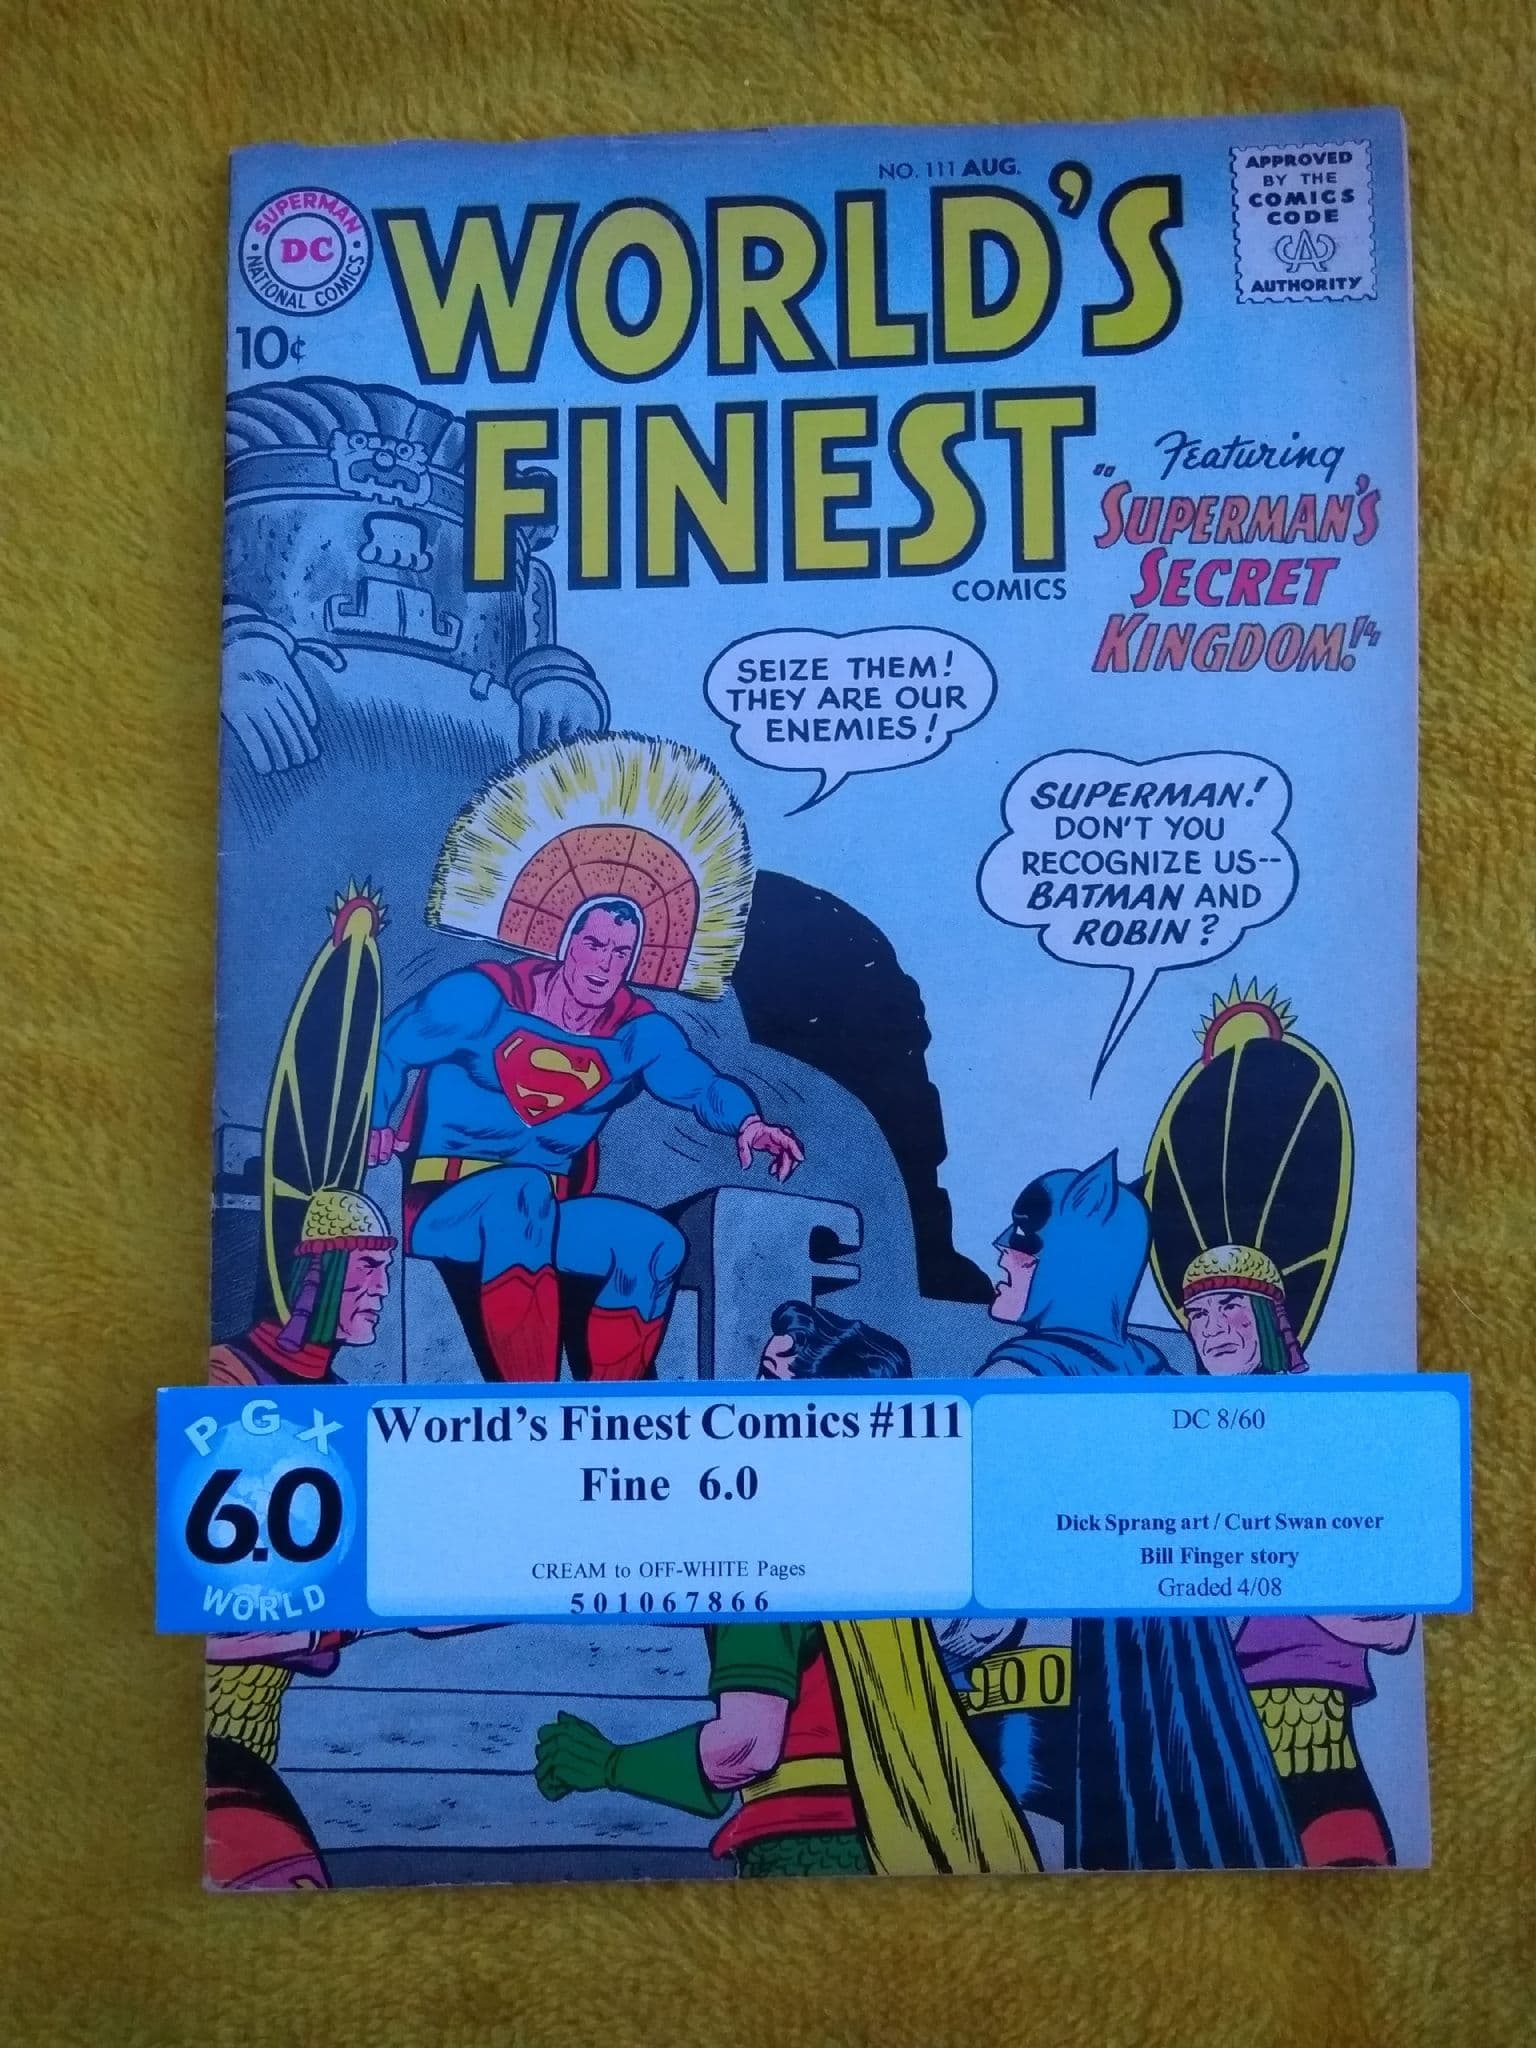 NO. 111 AUG.
SUPERMAN
DC
NATIONAL COMICS
10¢
WORLD'S
FINEST
COMICS
APPROVED
BY THE
COMICS
CODE
CA
AUTHORITY
Featuring
"SUPERMAN'S
SECRET
KINGDOM!"
SEIZE THEM!
THEY ARE OUR
ENEMIES!
SUPERMAN!
DON'T YOU
RECOGNIZE US--
BATMAN AND
ROBIN?
S
PGX
6.0
WORLD
World's Finest Comics #111
Fine 6.0
CREAM to OFF-WHITE Pages
501067866
DC 8/60
Dick Sprang art / Curt Swan cover
Bill Finger story
Graded 4/08